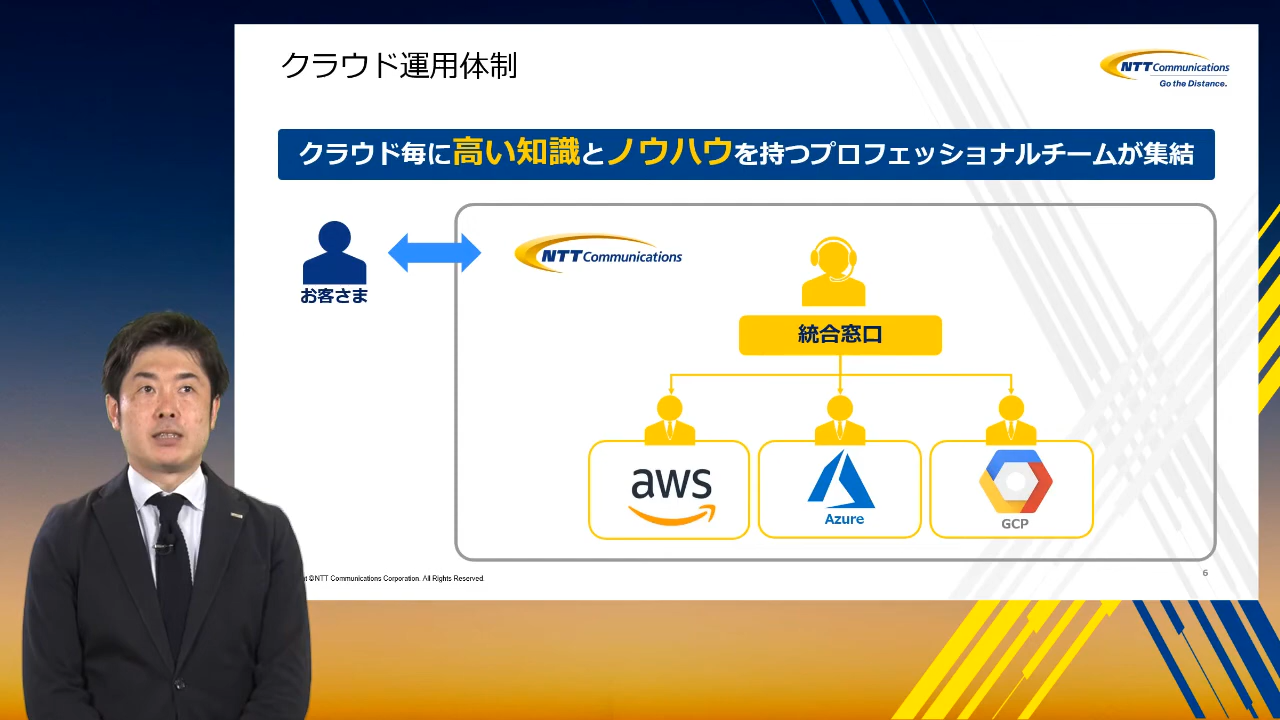 クラウド運用体制
NTT Communications
Go the Distance.
クラウド毎に高い知識とノウハウを持つプロフェッショナルチームが集結
お客さま
NTT Communications
統合窓口
aws
Azure
GCP
©NTT Communications Corporation. All Rights Reserved.
6